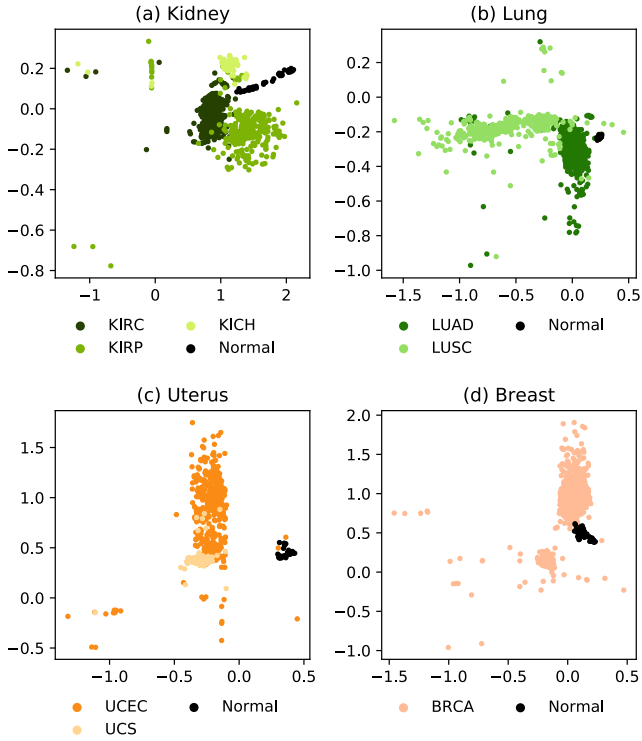 (a) Kidney
(b) Lung
0.2
0.0
−0.2
−0.4
−0.6
−0.8
−1
0
1
2
0.4
0.2
0.0
−0.2
−0.4
−0.6
−0.8
−1.0
−1.5
−1.0
−0.5
0.0
0.5
KIRC
KIRP
KICH
Normal
LUAD
LUSC
Normal
(c) Uterus
(d) Breast
1.5
1.0
0.5
0.0
−0.5
−1.0
−0.5
0.0
0.5
2.0
1.5
1.0
0.5
0.0
−0.5
−1.0
−1.5
−1.0
−0.5
0.0
0.5
UCEC
UCS
Normal
BRCA
Normal